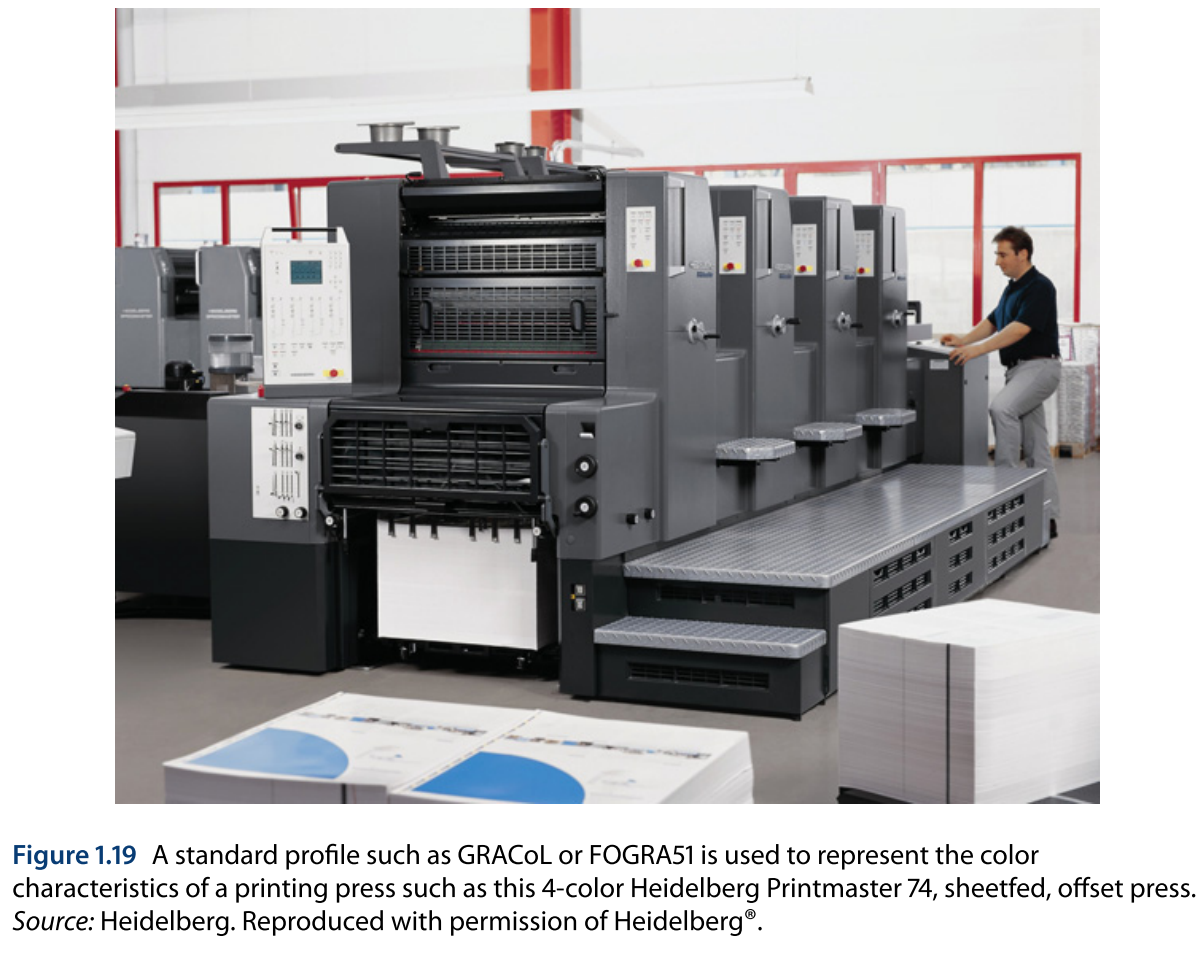 Figure 1.19 A standard profile such as GRACoL or FOGRA51 is used to represent the color
characteristics of a printing press such as this 4-color Heidelberg Printmaster 74, sheetfed, offset press.
Source: Heidelberg. Reproduced with permission of Heidelberg®.